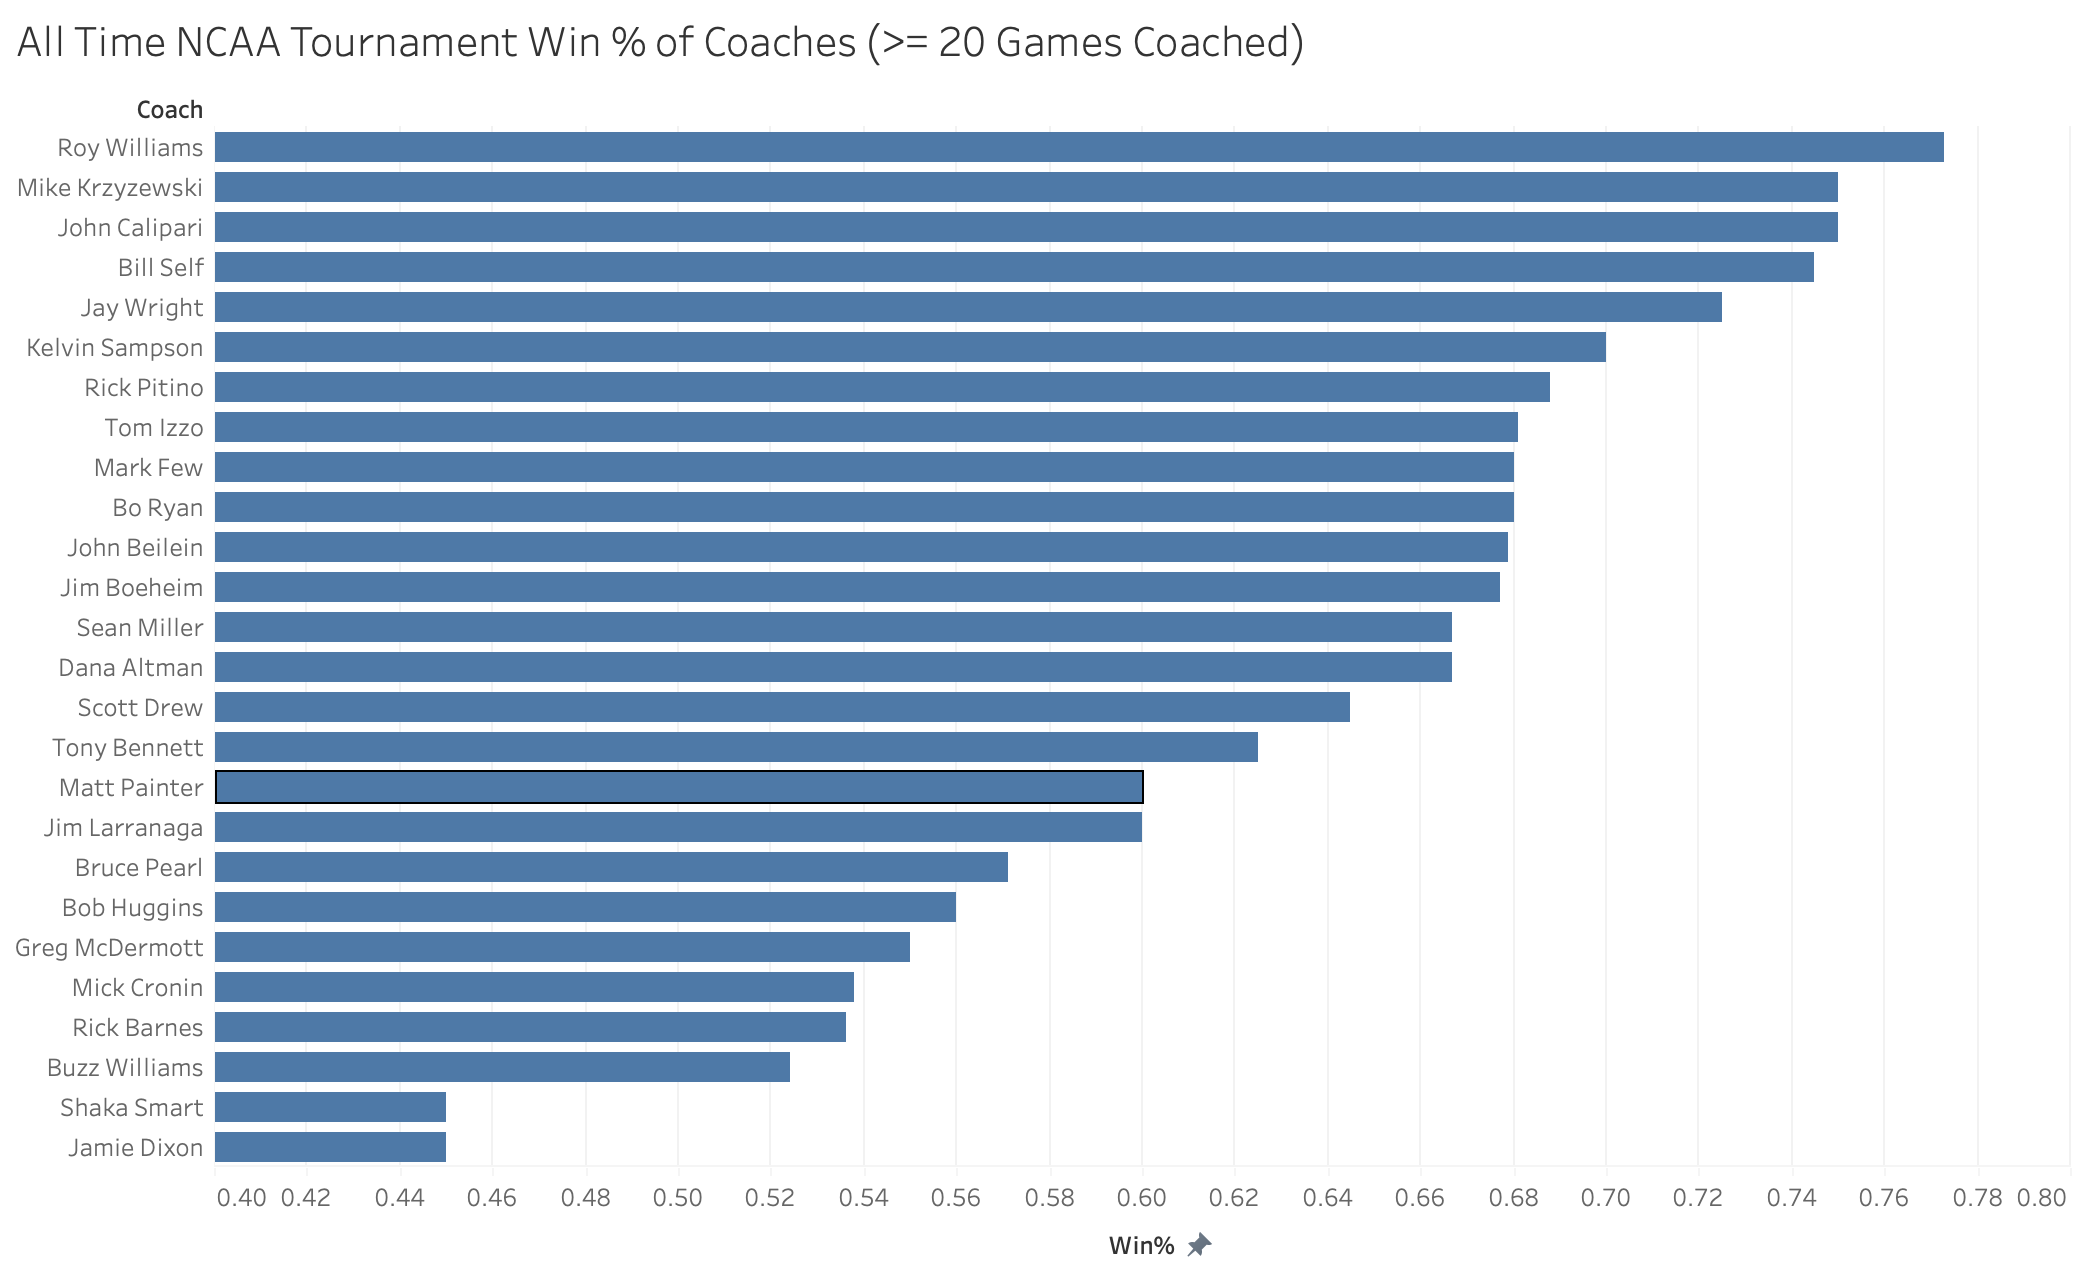 All Time NCAA Tournament Win % of Coaches (>= 20 Games Coached)
Coach
Roy Williams
Mike Krzyzewski
John Calipari
Bill Self
Jay Wright
Kelvin Sampson
Rick Pitino
Tom Izzo
Mark Few
Bo Ryan
John Beilein
Jim Boeheim
Sean Miller
Dana Altman
Scott Drew
Tony Bennett
Matt Painter
Jim Larranaga
Bruce Pearl
Bob Huggins
Greg McDermott
Mick Cronin
Rick Barnes
Buzz Williams
Shaka Smart
Jamie Dixon
0.40 0.42 0.44 0.46 0.48 0.50 0.52 0.54 0.56 0.58 0.60 0.62 0.64 0.66 0.68 0.70 0.72 0.74 0.76 0.78 0.80
Win%